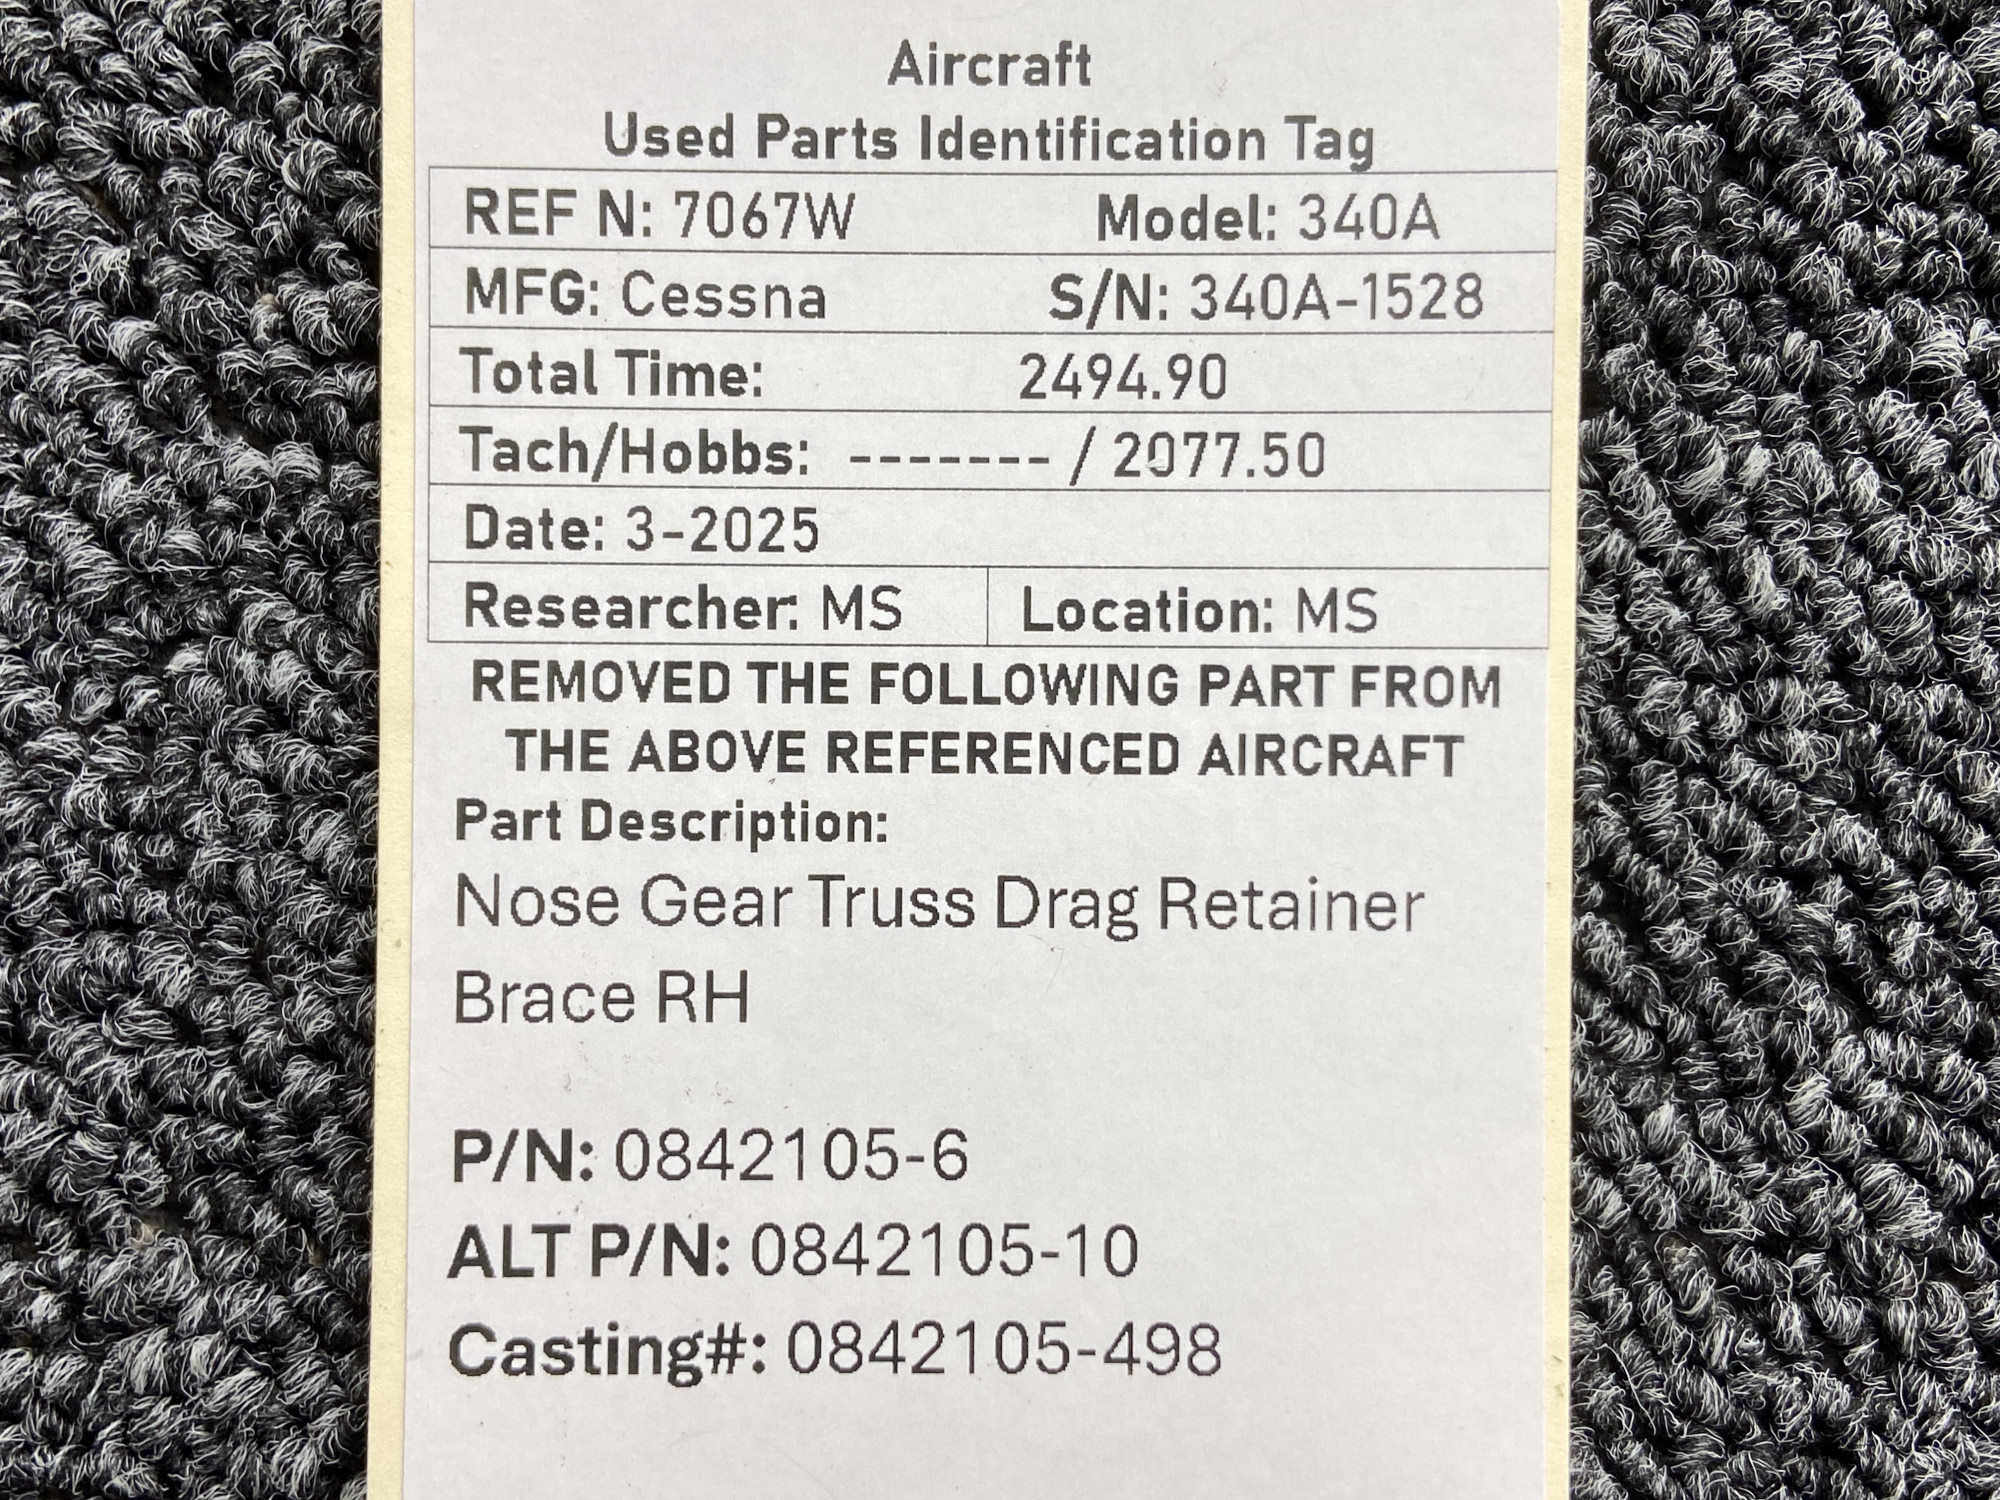 Aircraft
Used Parts Identification Tag
REF N: 7067W Model: 340A
MFG: Cessna S/N: 340A-1528
Total Time: 2494.90
Tach/Hobbs: ------- / 2077.50
Date: 3-2025
Researcher: MS Location: MS
REMOVED THE FOLLOWING PART FROM
THE ABOVE REFERENCED AIRCRAFT
Part Description:
Nose Gear Truss Drag Retainer
Brace RH
P/N: 0842105-6
ALT P/N: 0842105-10
Casting#: 0842105-498